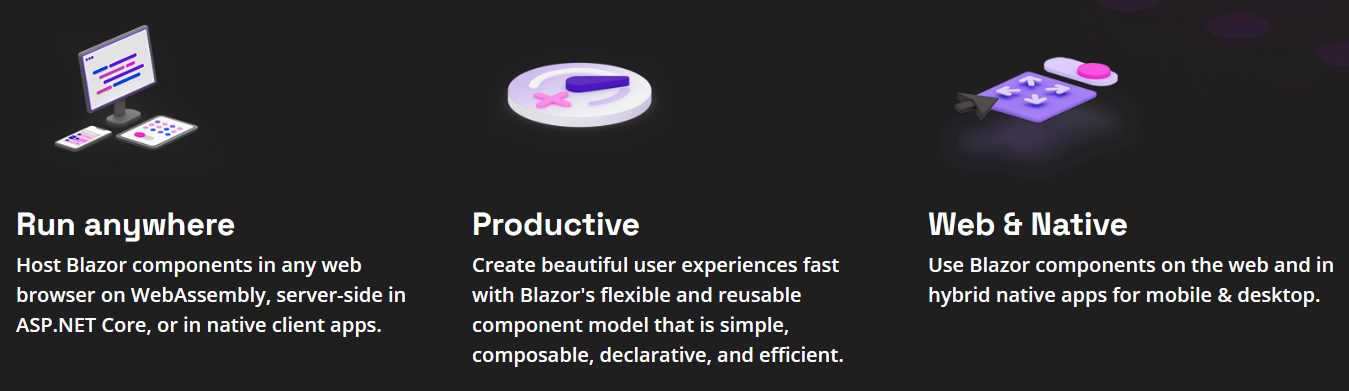 Run anywhere
Host Blazor components in any web
browser on WebAssembly, server-side in
ASP.NET Core, or in native client apps.
Productive
Create beautiful user experiences fast
with Blazor's flexible and reusable
component model that is simple,
composable, declarative, and efficient.
Web & Native
Use Blazor components on the web and in
hybrid native apps for mobile & desktop.